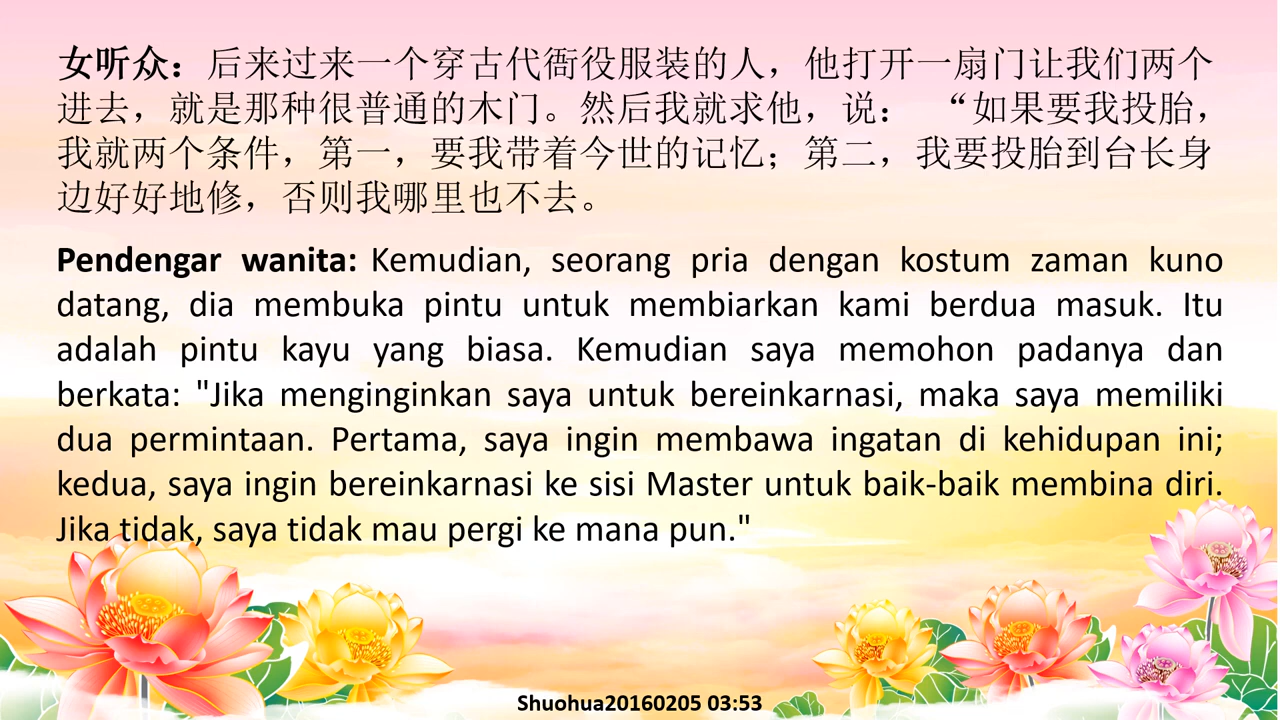 女听众：后来过来一个穿古代衙役服装的人，他打开一扇门让我们两个
进去，就是那种很普通的木门。然后我就求他，说： “如果要我投胎，
我就两个条件，第一，要我带着今世的记忆；第二，我要投胎到台长身
边好好地修，否则我哪里也不去。
Pendengar wanita: Kemudian, seorang pria dengan kostum zaman kuno
datang, dia membuka pintu untuk membiarkan kami berdua masuk. Itu
adalah pintu kayu yang biasa. Kemudian saya memohon padanya dan
berkata: "Jika menginginkan saya untuk bereinkarnasi, maka saya memiliki
dua permintaan. Pertama, saya ingin membawa ingatan di kehidupan ini;
kedua, saya ingin bereinkarnasi ke sisi Master untuk baik-baik membina diri.
Jika tidak, saya tidak mau pergi ke mana pun."
Shuohua20160205 03:53